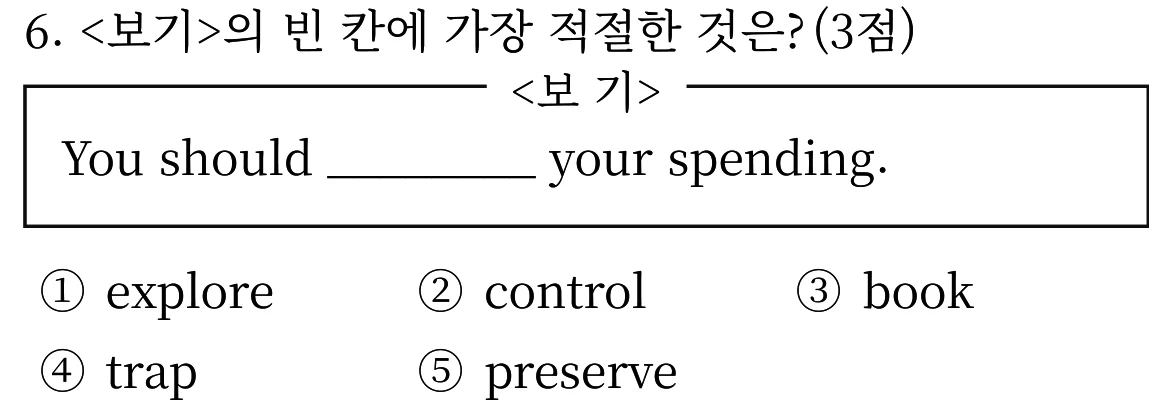 6. <보기>의 빈 칸에 가장 적절한 것은?(3점)
<보 기>
You should ________ your spending.
① explore ② control ③ book
④ trap ⑤ preserve